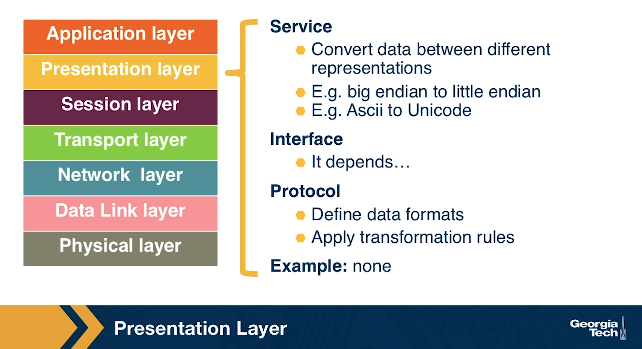 Application layer
Presentation layer
Session layer
Transport layer
Network layer
Data Link layer
Physical layer
Service
Convert data between different
representations
E.g. big endian to little endian
E.g. Ascii to Unicode
Interface
It depends...
Protocol
Define data formats
Apply transformation rules
Example: none
Presentation Layer
Georgia
Tech